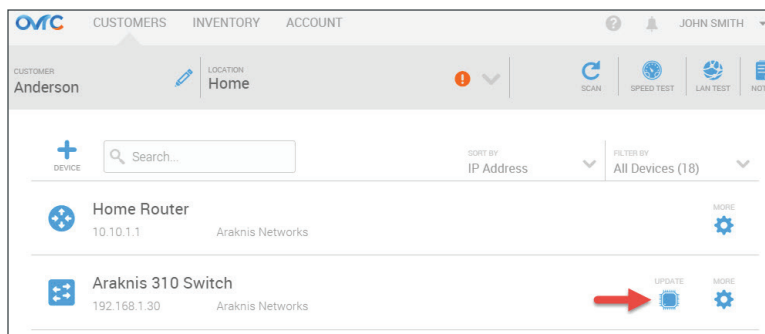 OvrC CUSTOMERS INVENTORY ACCOUNT JOHN SMITH
CUSTOMER LOCATION
Anderson Home
SCAN SPEED TEST LAN TEST
Search...
DEVICE
SORT BY FILTER BY
IP Address All Devices (18)
Home Router MORE
10.10.1.1 Araknis Networks
Araknis 310 Switch UPDATE MORE
192.168.1.30 Araknis Networks